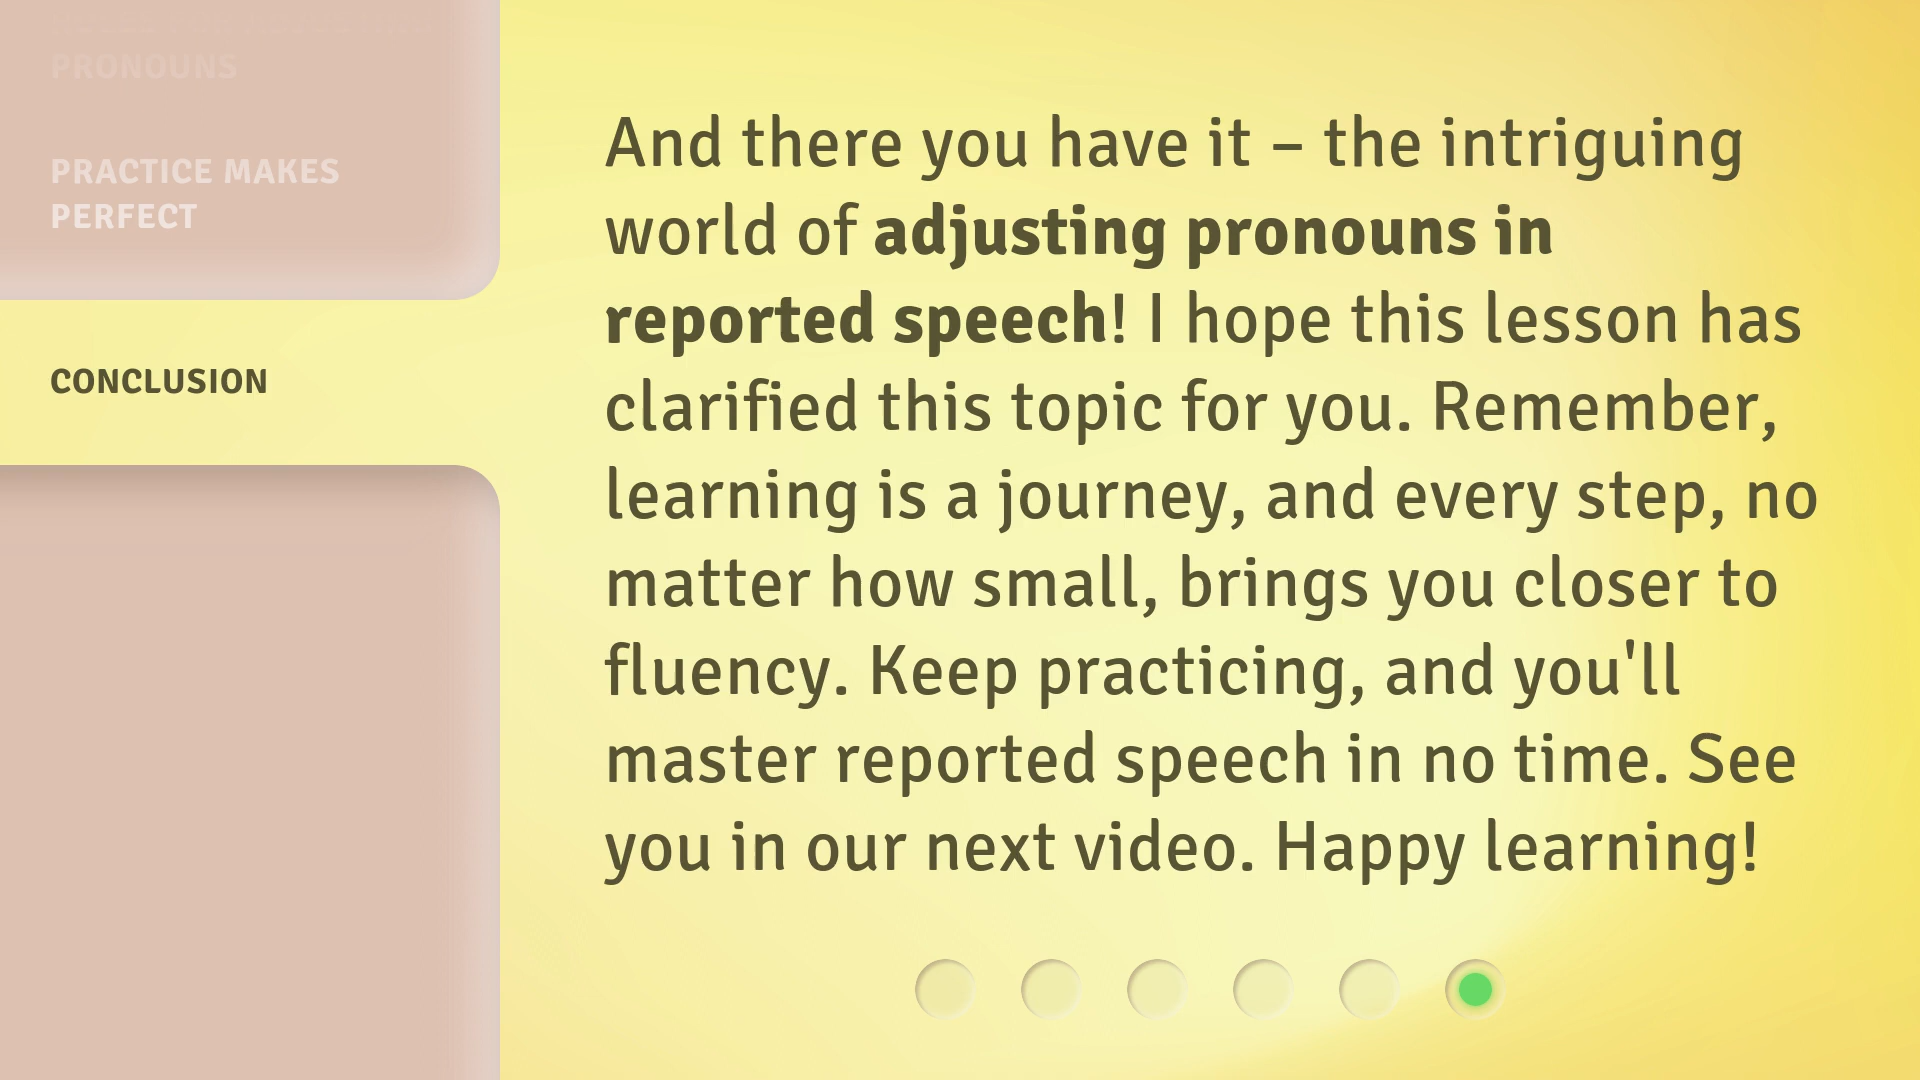 PRONOUNS
PRACTICE MAKES
PERFECT
CONCLUSION
And there you have it – the intriguing
world of adjusting pronouns in
reported speech! I hope this lesson has
clarified this topic for you. Remember,
learning is a journey, and every step, no
matter how small, brings you closer to
fluency. Keep practicing, and you'll
master reported speech in no time. See
you in our next video. Happy learning!